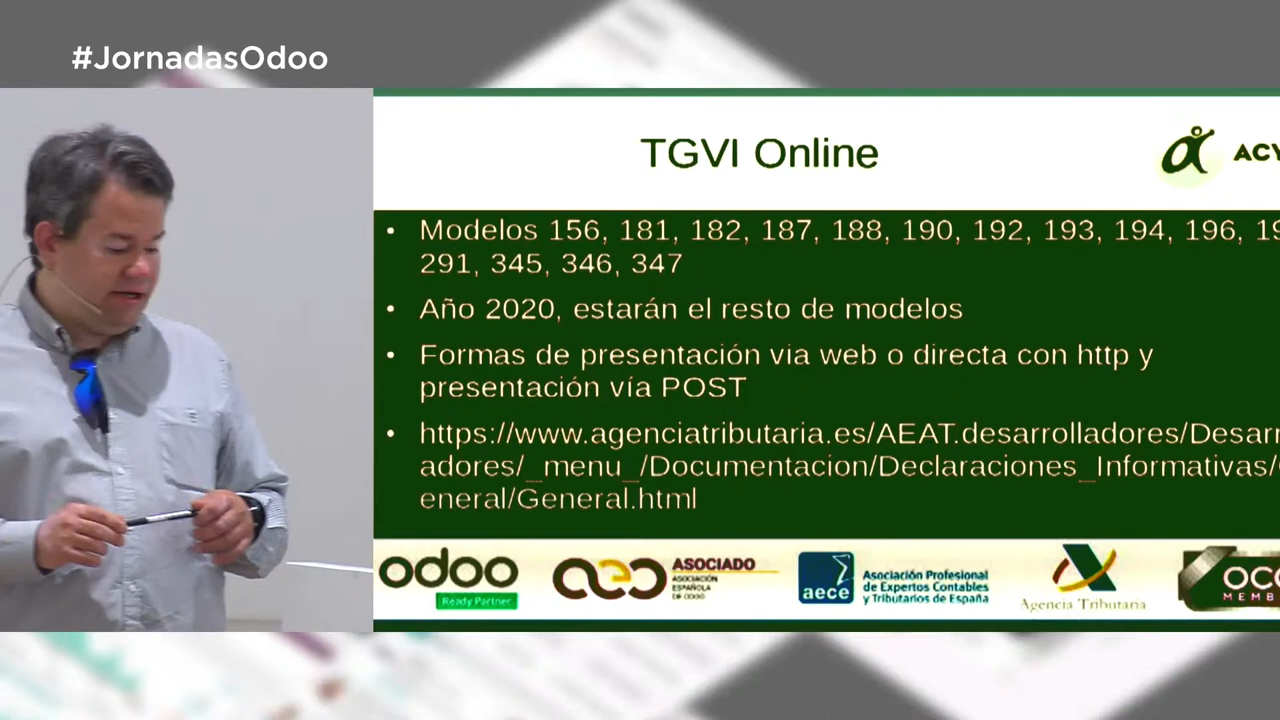 #JornadasOdoo
TGVI Online
• Modelos 156, 181, 182, 187, 188, 190, 192, 193, 194, 196,
291, 345, 346, 347
• Año 2020, estarán el resto de modelos
• Formas de presentación via web o directa con http y
presentación vía POST
• https://www.agenciatributaria.es/AEAT.desarrolladores/Desarr
adores/_menu_/Documentacion/Declaraciones_Informativas/
eneral/General.html
odoo
Ready Partner
aeo
ASOCIADO
ASOCIACIÓN
ESPAÑOLA
DE ODOO
aece
Asociación Profesional
de Expertos Contables
y Tributarios de España
Agencia Tributaria